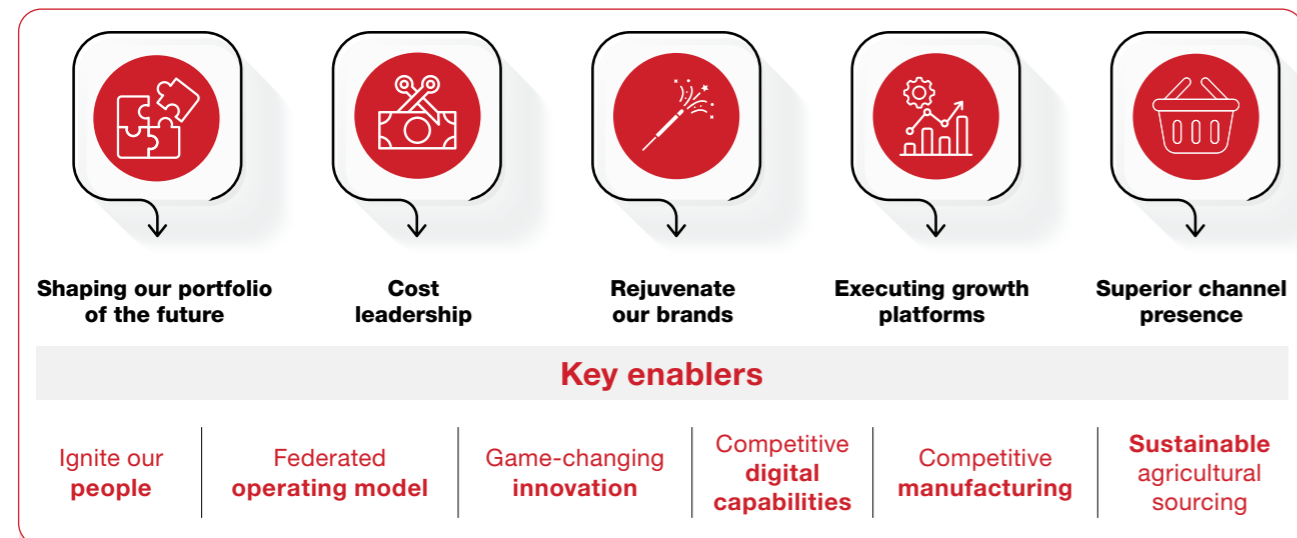 Shaping our portfolio
of the future
Cost
leadership
Rejuvenate
our brands
Executing growth
platforms
Superior channel
presence
Key enablers
Ignite our
people
Federated
operating model
Game-changing
innovation
Competitive
digital
capabilities
Competitive
manufacturing
Sustainable
agricultural
sourcing